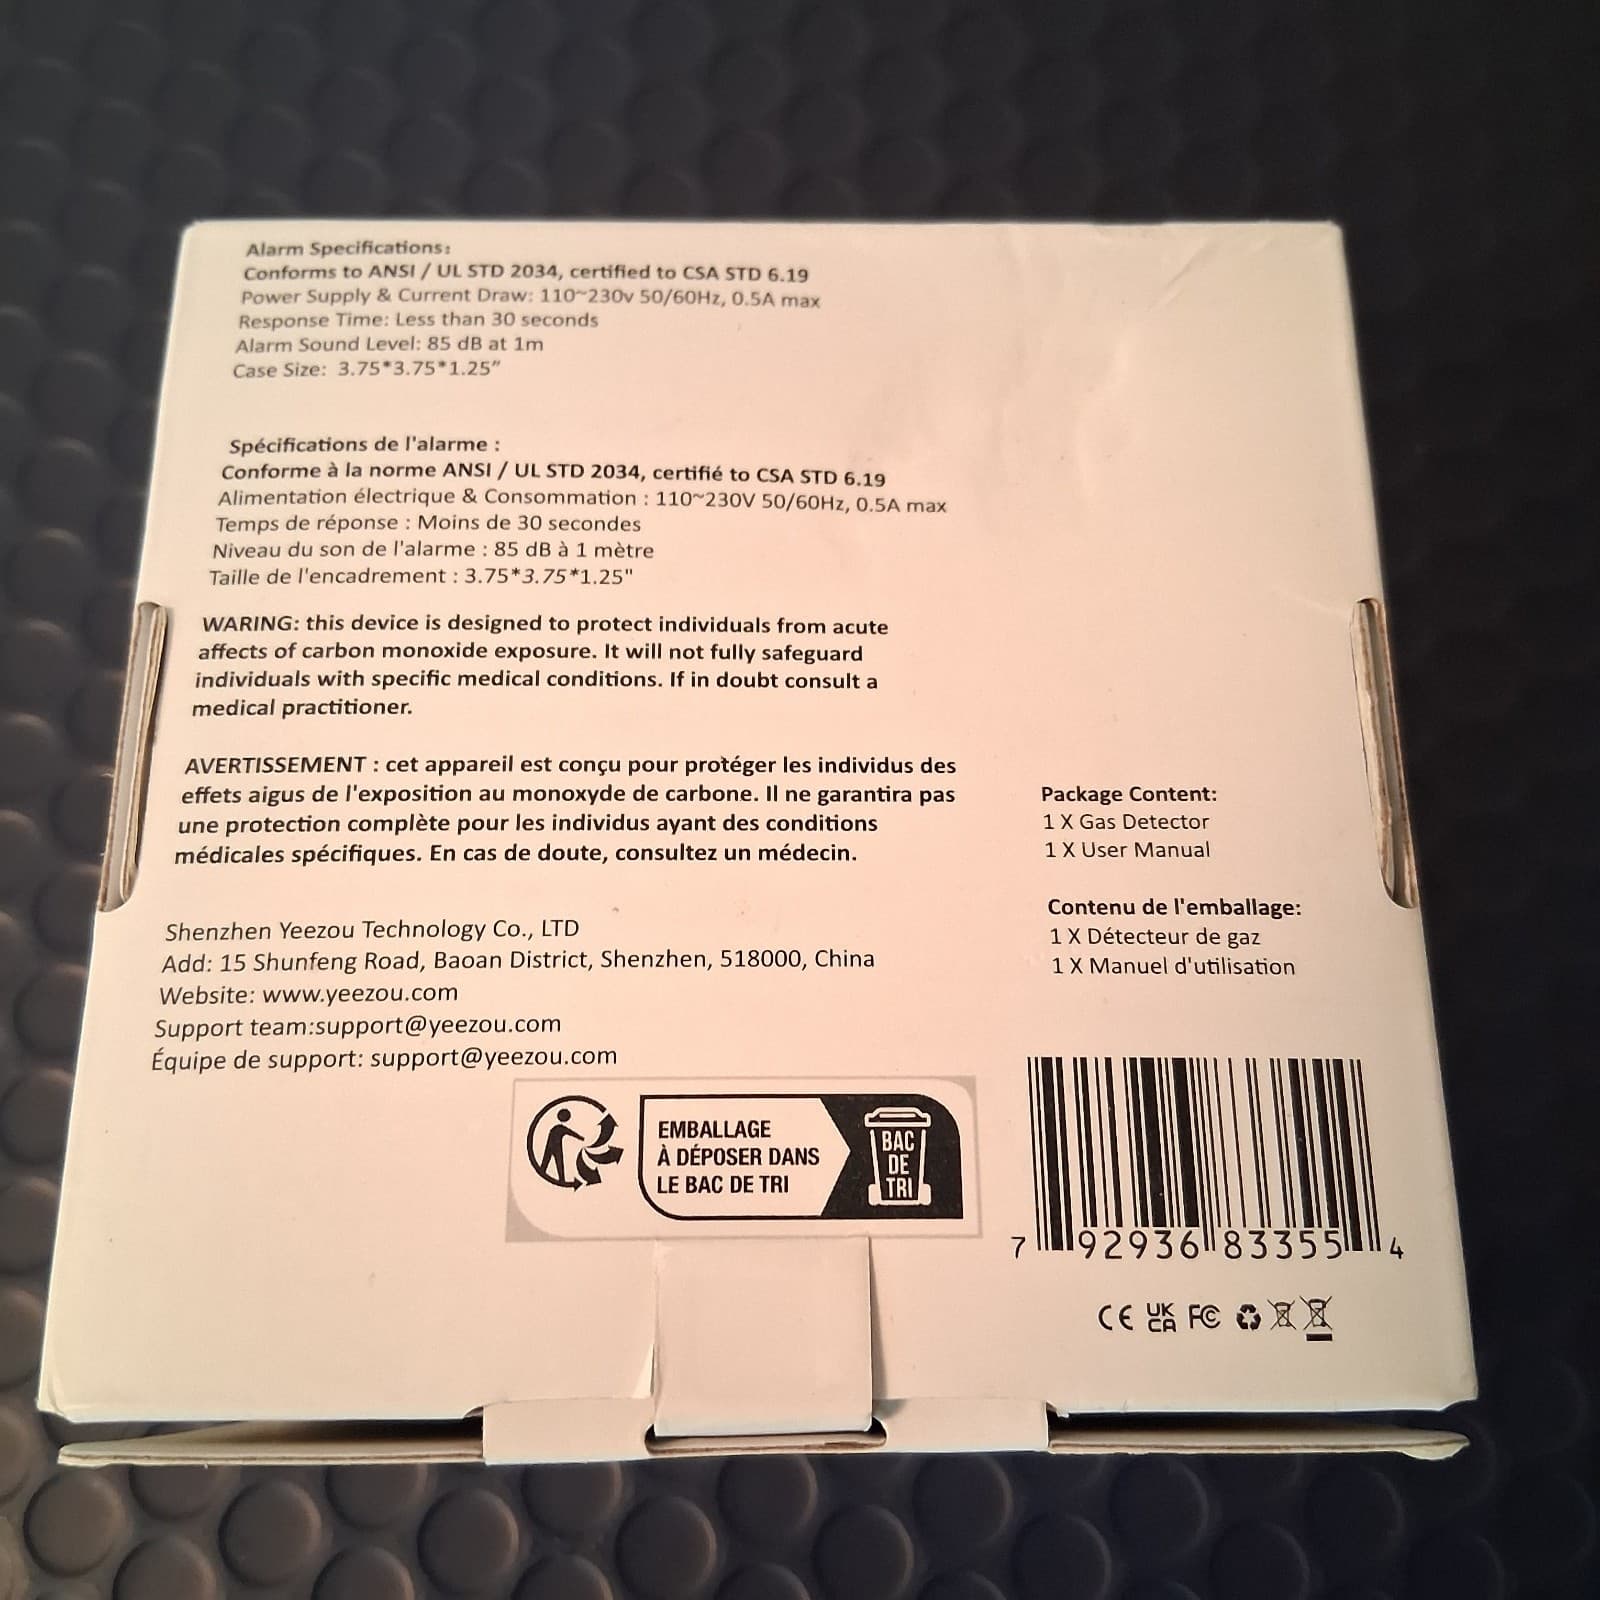 Alarm Specifications:
Conforms to ANSI / UL STD 2034, certified to CSA STD 6.19
Power Supply & Current Draw: 110~230v 50/60Hz, 0.5A max
Response Time: Less than 30 seconds
Alarm Sound Level: 85 dB at 1m
Case Size: 3.75*3.75*1.25"
Spécifications de l'alarme :
Conforme à la norme ANSI / UL STD 2034, certifié to CSA STD 6.19
Alimentation électrique & Consommation : 110~230V 50/60Hz, 0.5A max
Temps de réponse : Moins de 30 secondes
Niveau du son de l'alarme : 85 dB à 1 mètre
Taille de l'encadrement : 3.75*3.75*1.25"
WARING: this device is designed to protect individuals from acute
affects of carbon monoxide exposure. It will not fully safeguard
individuals with specific medical conditions. If in doubt consult a
medical practitioner.
AVERTISSEMENT : cet appareil est conçu pour protéger les individus des
effets aigus de l'exposition au monoxyde de carbone. Il ne garantira pas
une protection complète pour les individus ayant des conditions
médicales spécifiques. En cas de doute, consultez un médecin.
Package Content:
1 X Gas Detector
1 X User Manual
Contenu de l'emballage:
1 X Détecteur de gaz
1 X Manuel d'utilisation
Shenzhen Yeezou Technology Co., LTD
Add: 15 Shunfeng Road, Baoan District, Shenzhen, 518000, China
Website: www.yeezou.com
Support team:support@yeezou.com
Équipe de support: support@yeezou.com
EMBALLAGE
À DÉPOSER DANS
LE BAC DE TRI
BAC
DE
TRI
7 92936 83355 4
CE UK CA FC